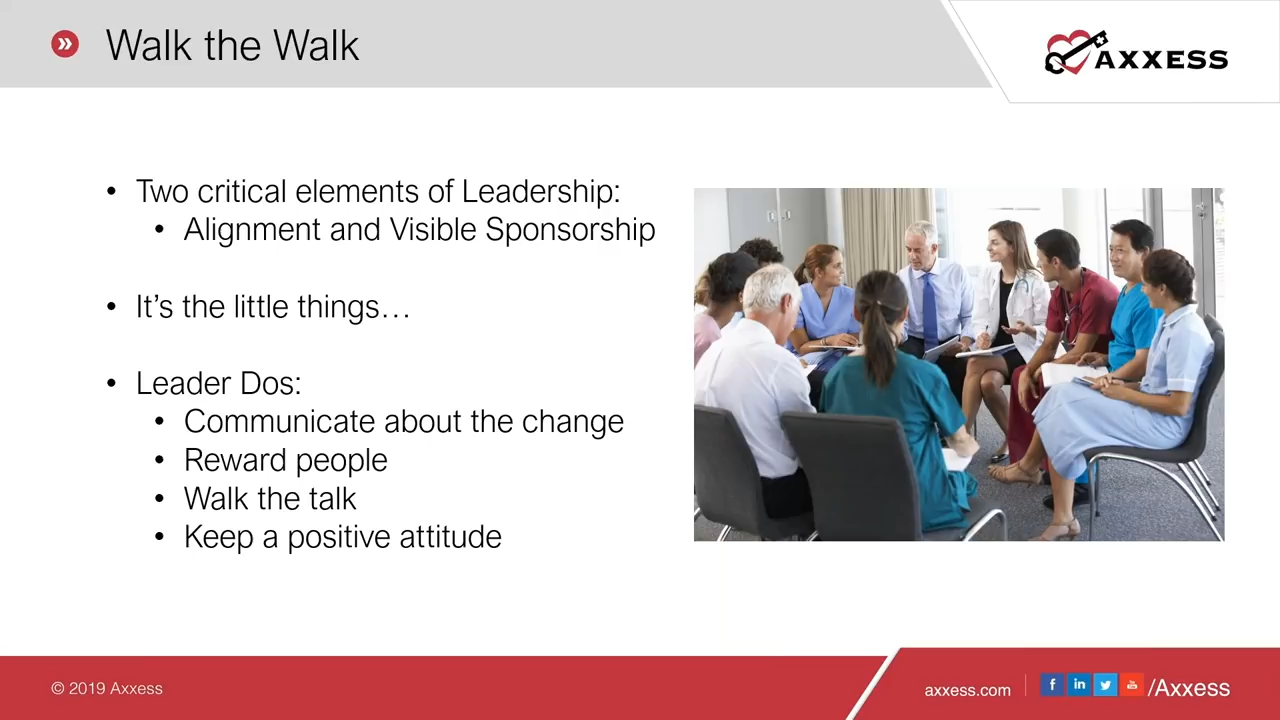 Walk the Walk
AXXESS
• Two critical elements of Leadership:
• Alignment and Visible Sponsorship
• It’s the little things…
• Leader Dos:
• Communicate about the change
• Reward people
• Walk the talk
• Keep a positive attitude
© 2019 Axxess
axxess.com
/Axxess